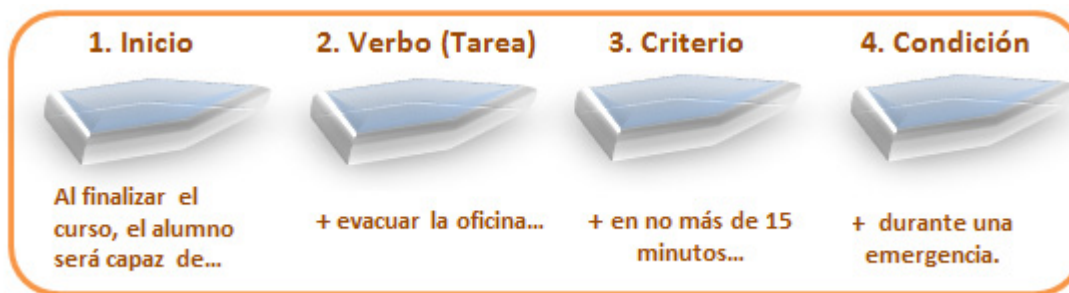 1. Inicio
2. Verbo (Tarea)
3. Criterio
4. Condición
Al finalizar el
curso, el alumno
será capaz de...
+ evacuar la oficina...
+ en no más de 15
minutos...
+ durante una
emergencia.